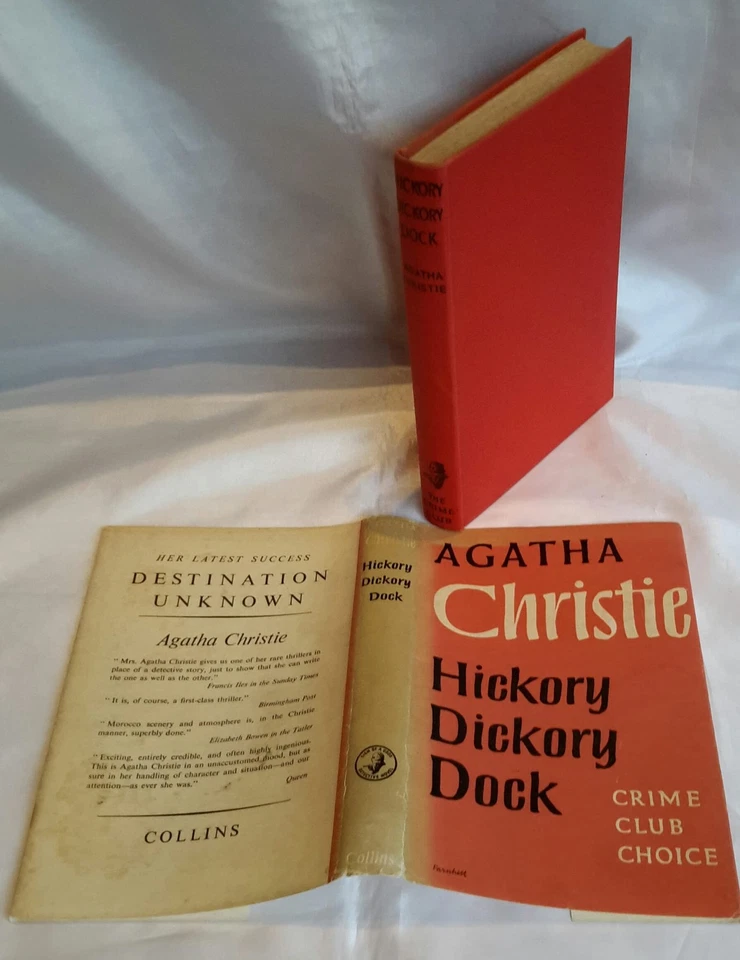 HICKORY
DICKORY
DOCK
AGATHA
CHRISTIE
THE
CRIME
CLUB
HER LATEST SUCCESS
DESTINATION
UNKNOWN
Agatha Christie
"Mrs. Agatha Christie gives us one of her rare thrillers in
place of a detective story, just to show that she can write
the one as well as the other."
Francis Iles in the Sunday Times
"It is, of course, a first-class thriller."
Birmingham Post
"Morocco scenery and atmosphere is, in the Christie
manner, superbly done."
Elizabeth Bowen in the Tatler
"Exciting, entirely credible, and often highly ingenious.
This is Agatha Christie in an unaccustomed mood, but as
sure in her handling of character and situation—and our
attention—as ever she was."
Queen
COLLINS
Christie
Hickory
Dickory
Dock
Collins
AGATHA
Christie
Hickory
Dickory
Dock
CRIME
CLUB
CHOICE